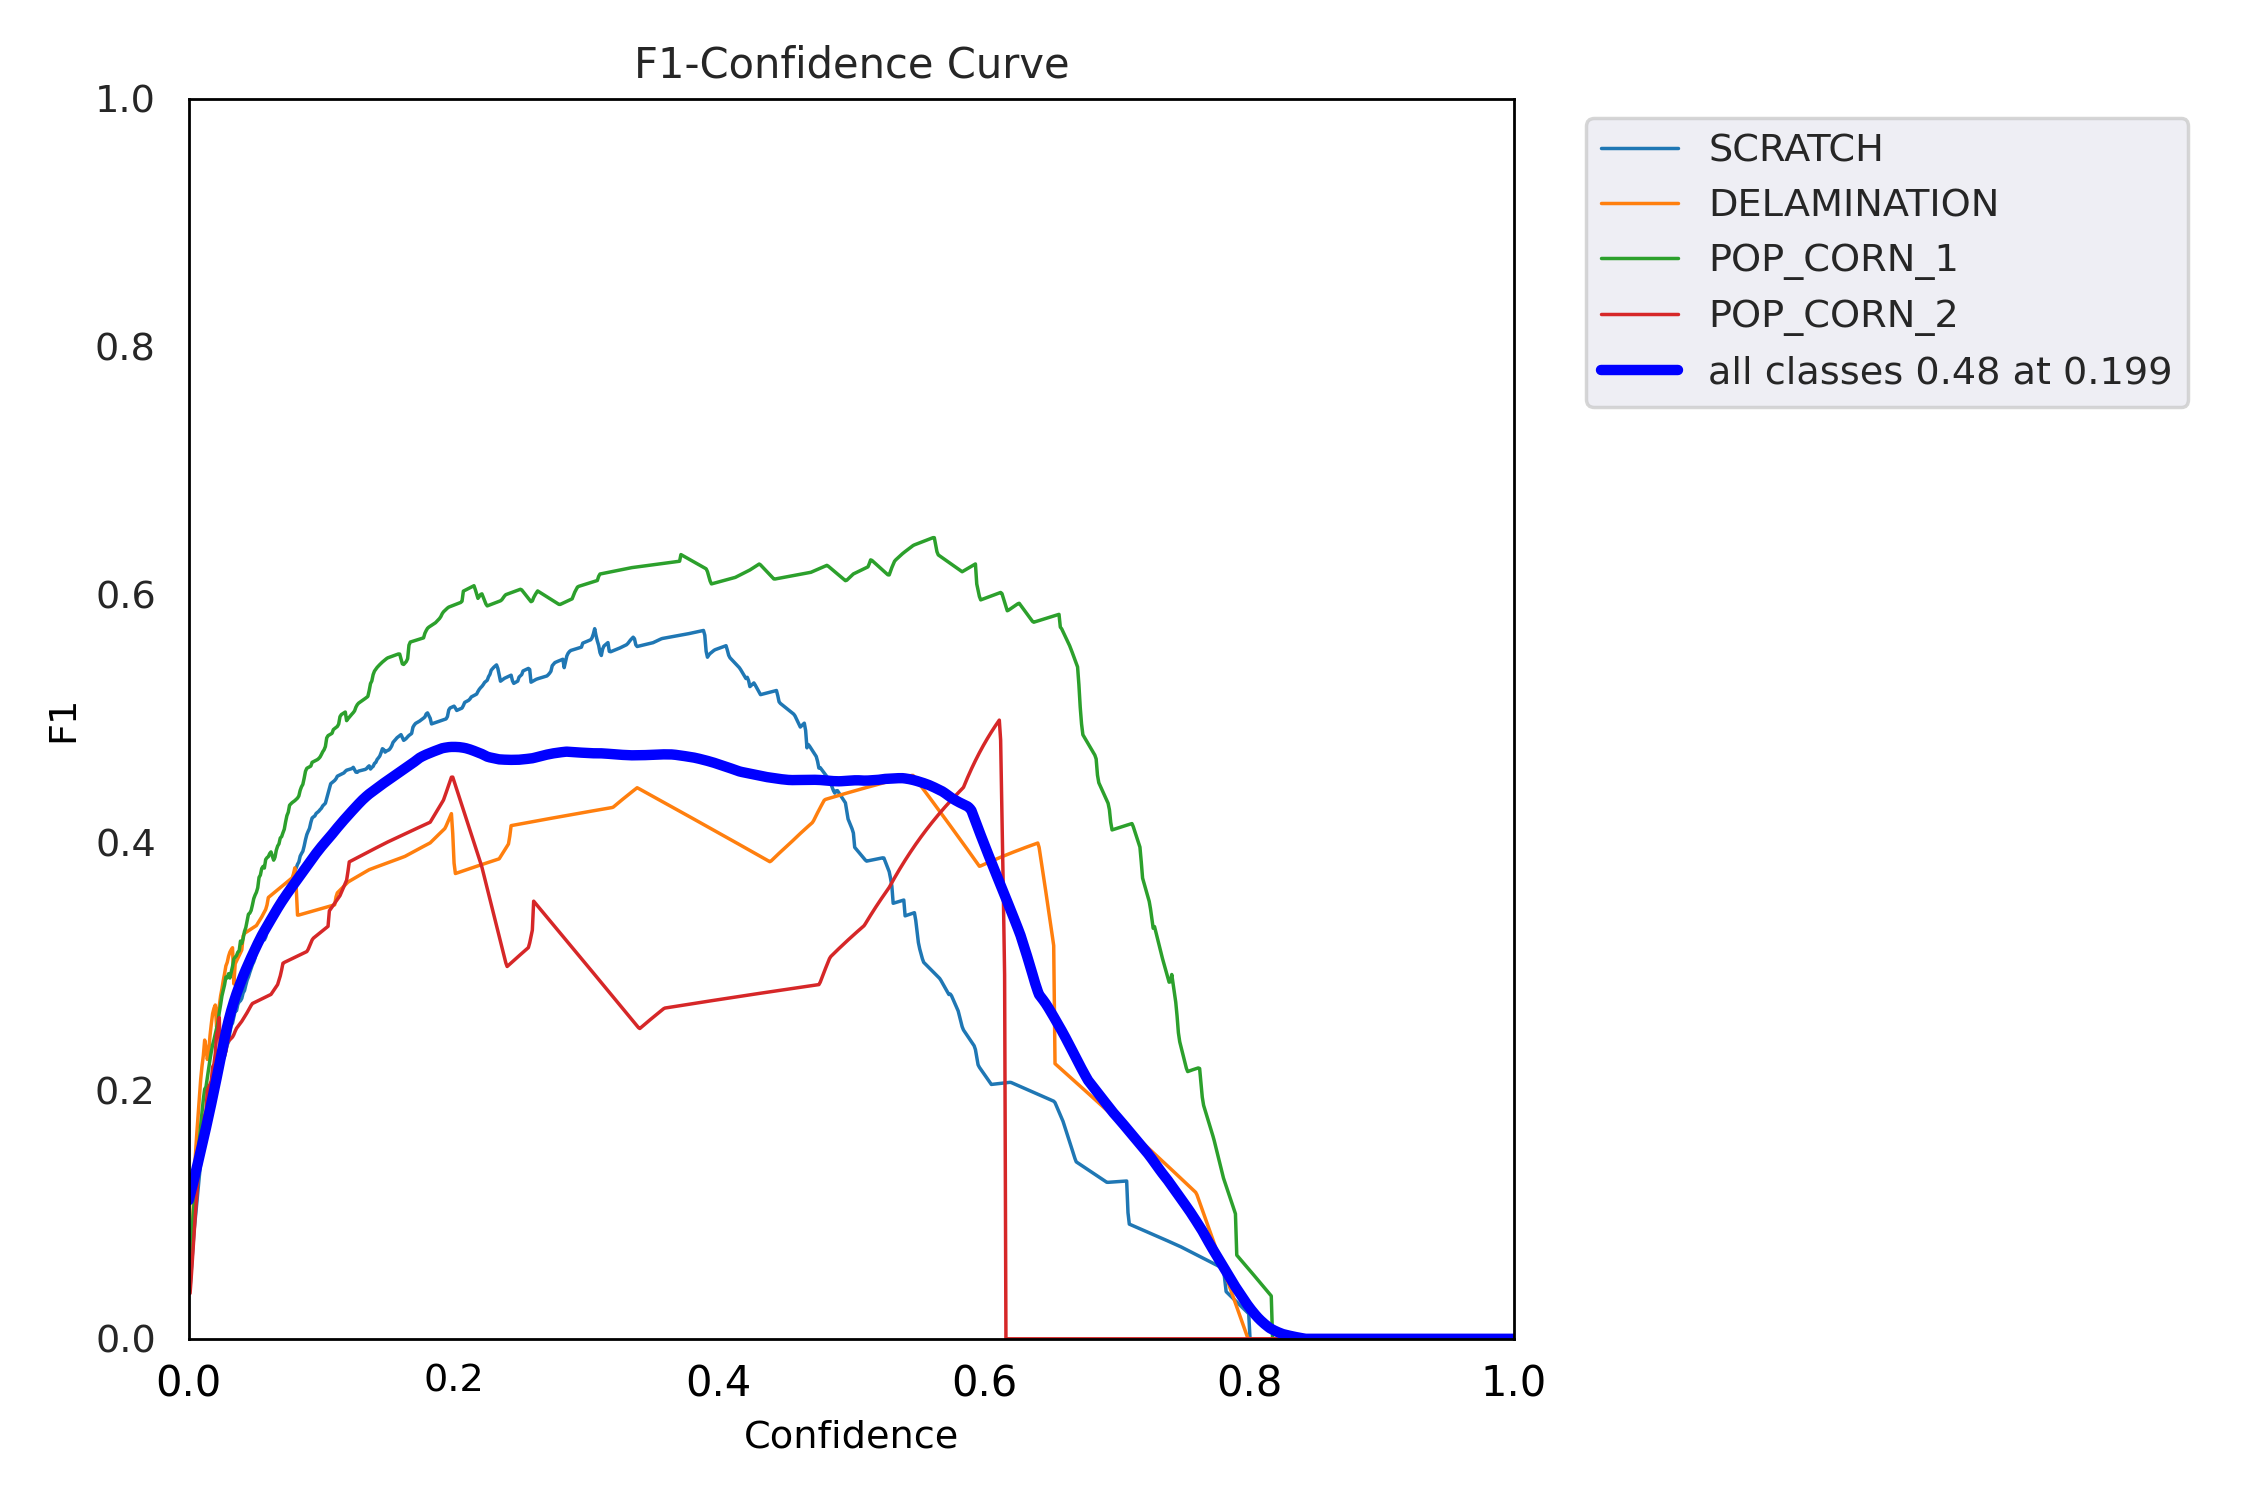 F1-Confidence Curve
1.0
0.8
0.6
0.4
0.2
0.0
F1
0.0 0.2 0.4 0.6 0.8 1.0
Confidence
SCRATCH
DELAMINATION
POP_CORN_1
POP_CORN_2
all classes 0.48 at 0.199